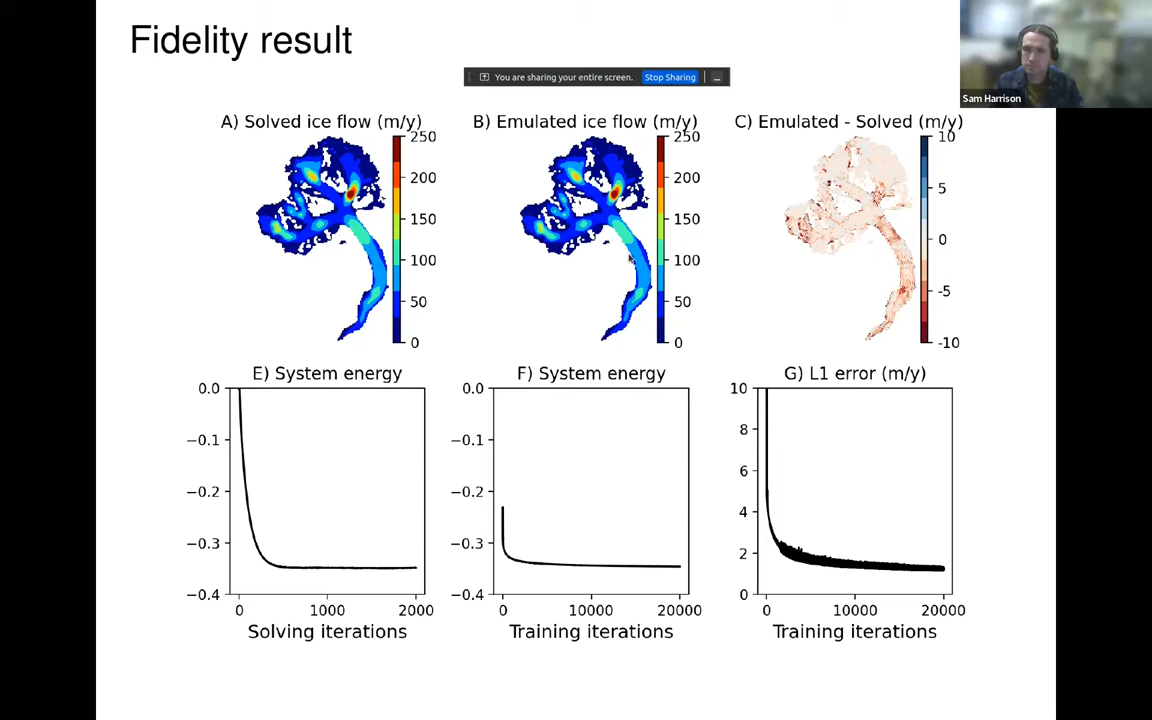 Fidelity result
You are sharing your entire screen. Stop Sharing
Sam Harrison
A) Solved ice flow (m/y)
250
200
150
100
50
0
B) Emulated ice flow (m/y)
250
200
150
100
50
0
C) Emulated - Solved (m/y)
10
5
0
-5
-10
E) System energy
0.0
−0.1
−0.2
−0.3
−0.4
0 1000 2000
Solving iterations
F) System energy
0.0
−0.1
−0.2
−0.3
−0.4
0 10000 20000
Training iterations
G) L1 error (m/y)
10
8
6
4
2
0
0 10000 20000
Training iterations